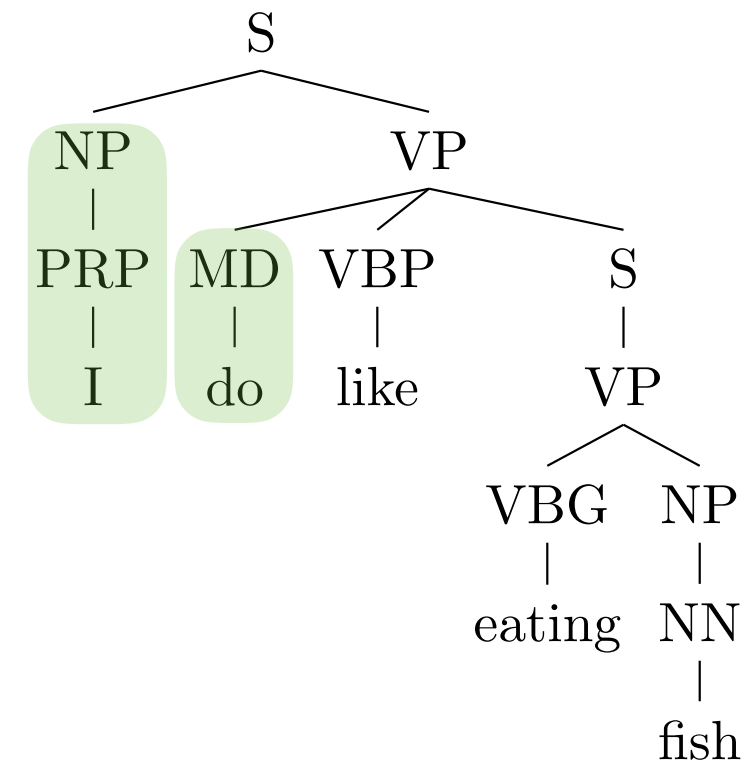 S
NP VP
PRP MD VBP S
I do like VP
VBG NP
eating NN
fish